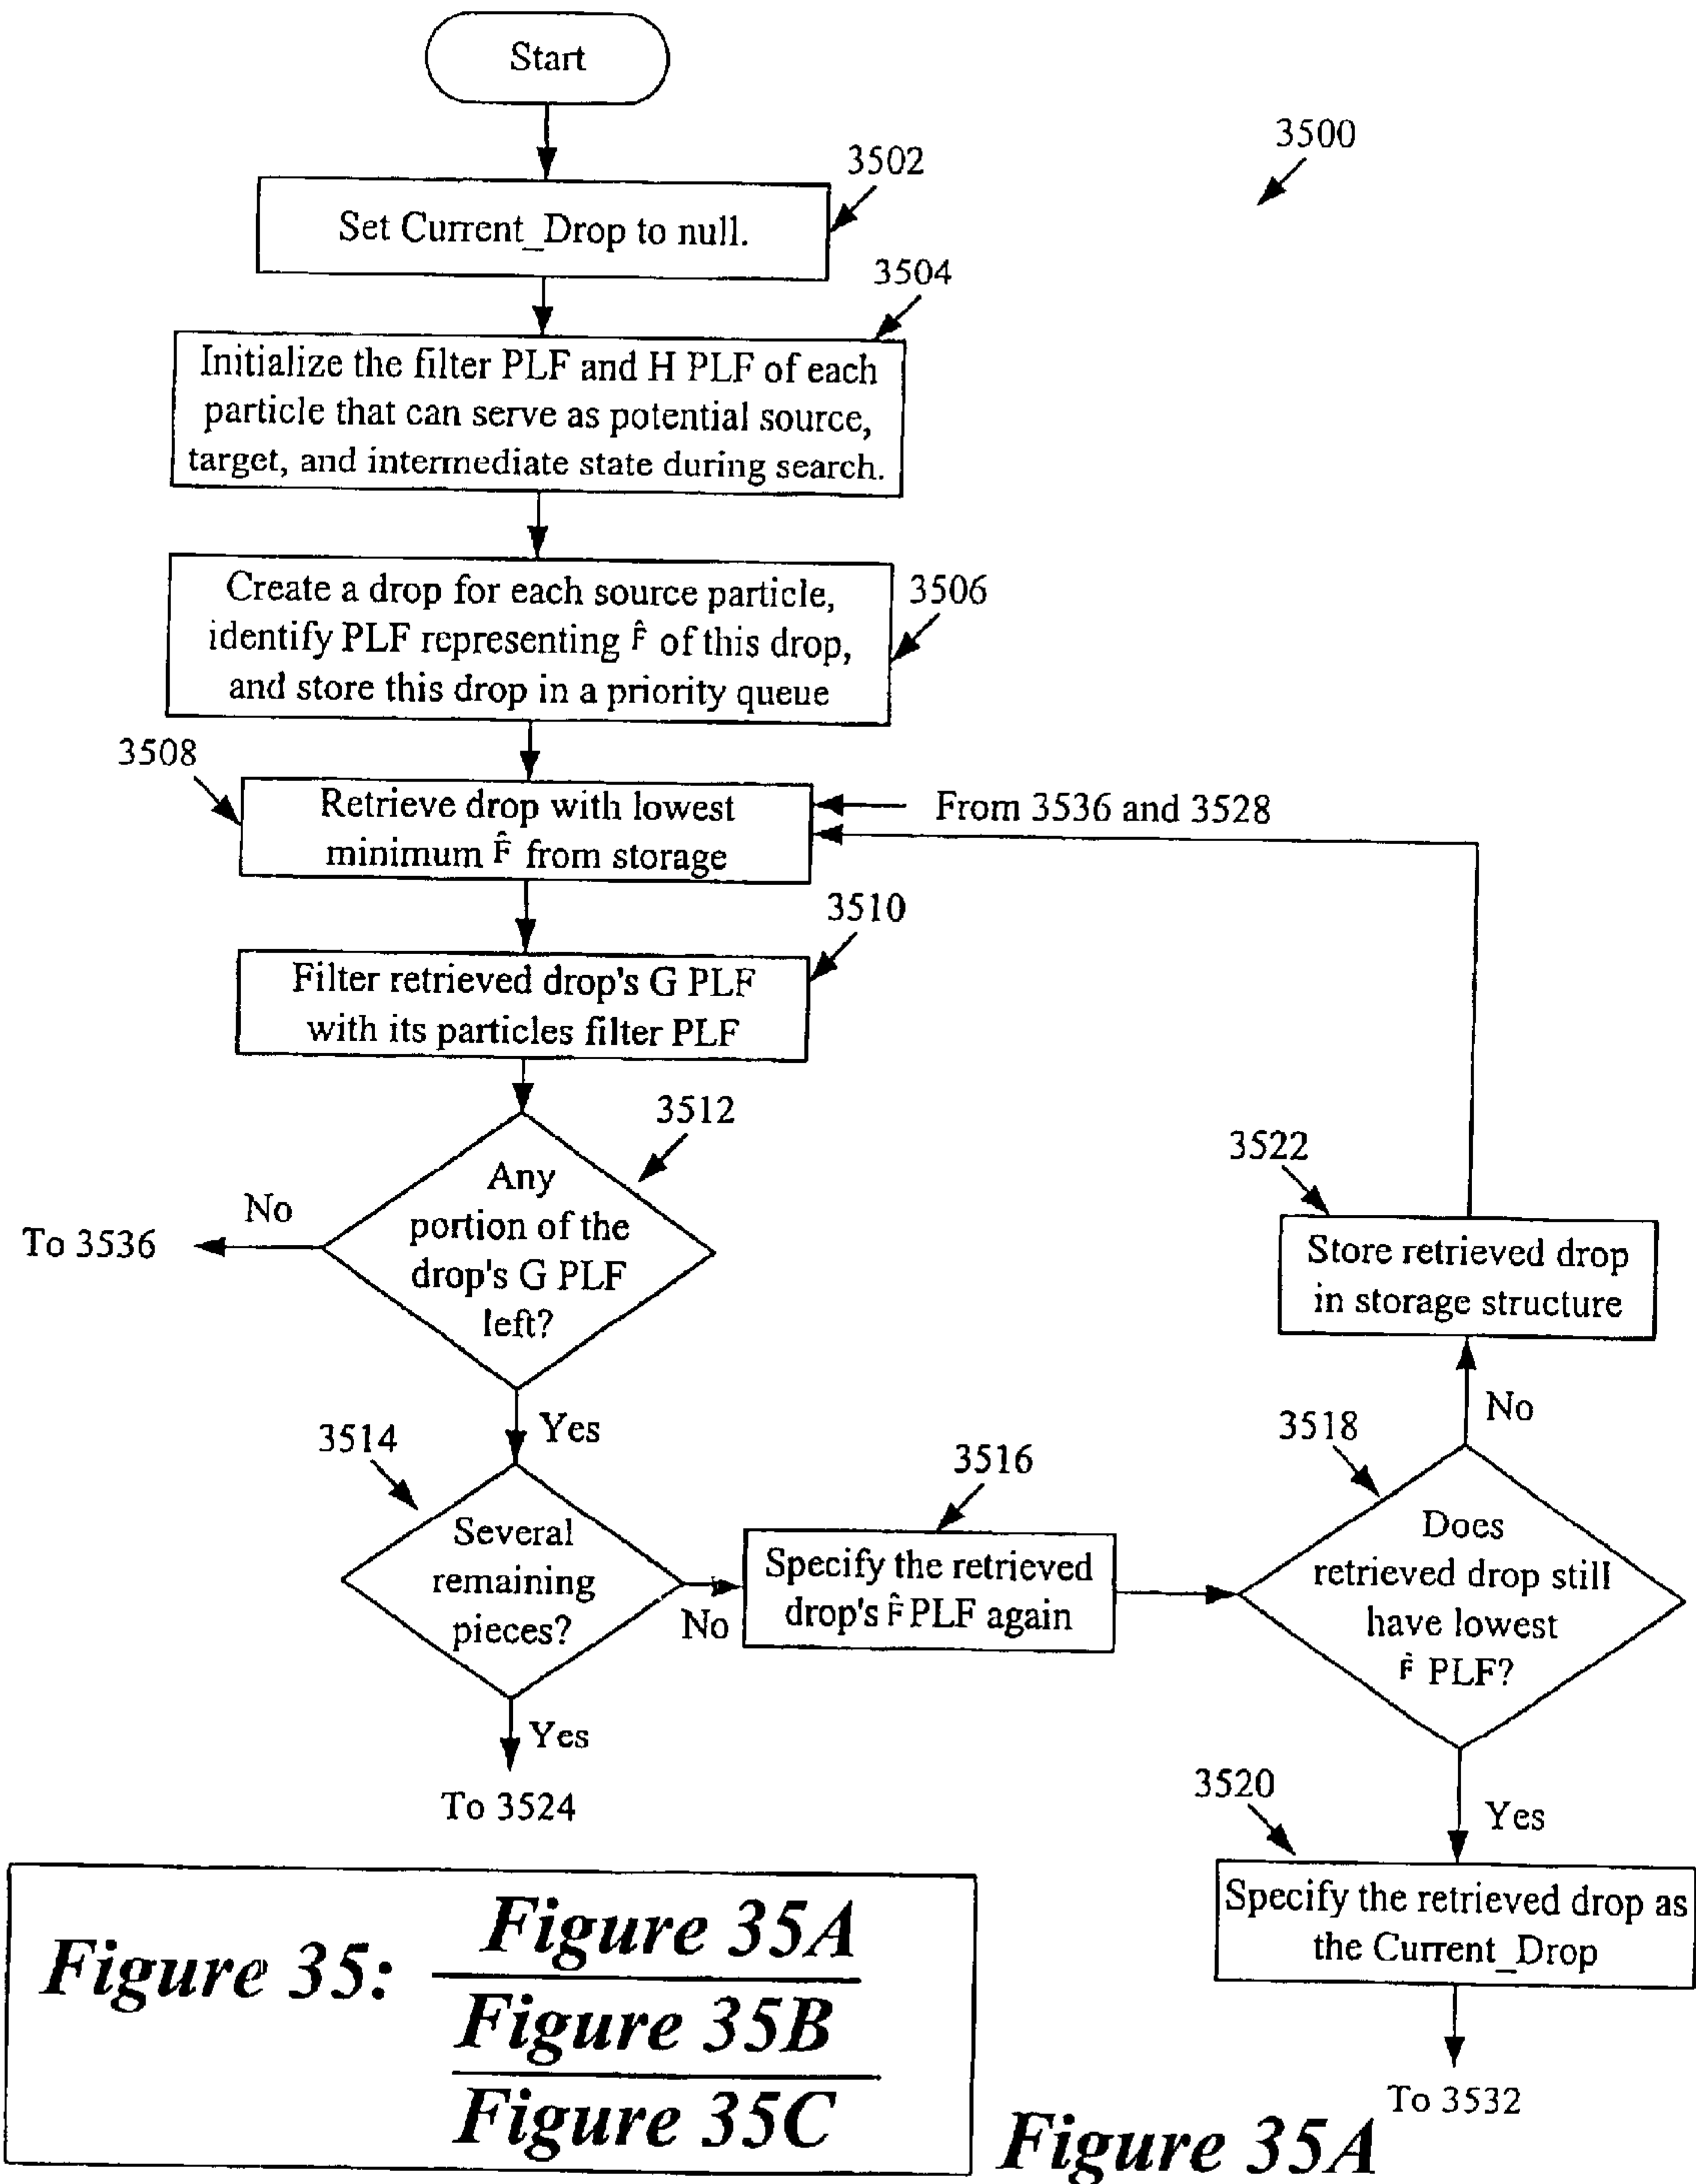 Start
3500
3502
Set Current_Drop to null.
3504
Initialize the filter PLF and H PLF of each
particle that can serve as potential source,
target, and intermediate state during search.
3506
Create a drop for each source particle,
identify PLF representing F̂ of this drop,
and store this drop in a priority queue
3508
Retrieve drop with lowest
minimum F̂ from storage
From 3536 and 3528
3510
Filter retrieved drop's G PLF
with its particles filter PLF
3512
Any
portion of the
drop's G PLF
left?
No
To 3536
Yes
3514
Several
remaining
pieces?
No
Yes
To 3524
3516
Specify the retrieved
drop's F̂ PLF again
3518
Does
retrieved drop still
have lowest
F̂ PLF?
No
3522
Store retrieved drop
in storage structure
Yes
3520
Specify the retrieved drop as
the Current_Drop
To 3532
Figure 35:
Figure 35A
Figure 35B
Figure 35C
Figure 35A